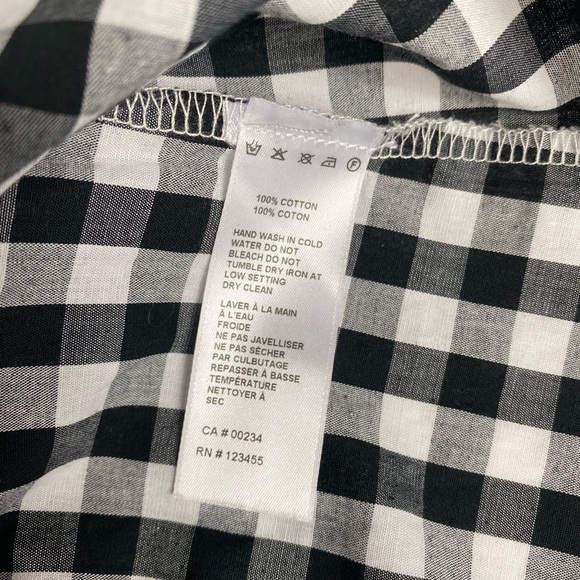 100% COTTON
100% COTON
HAND WASH IN COLD
WATER DO NOT
BLEACH DO NOT
TUMBLE DRY IRON AT
LOW SETTING
DRY CLEAN
LAVER À LA MAIN
À L'EAU
FROIDE
NE PAS JAVELLISER
NE PAS SÉCHER
PAR CULBUTAGE
REPASSER À BASSE
TEMPÉRATURE
NETTOYER À
SEC
CA # 00234
RN # 123455